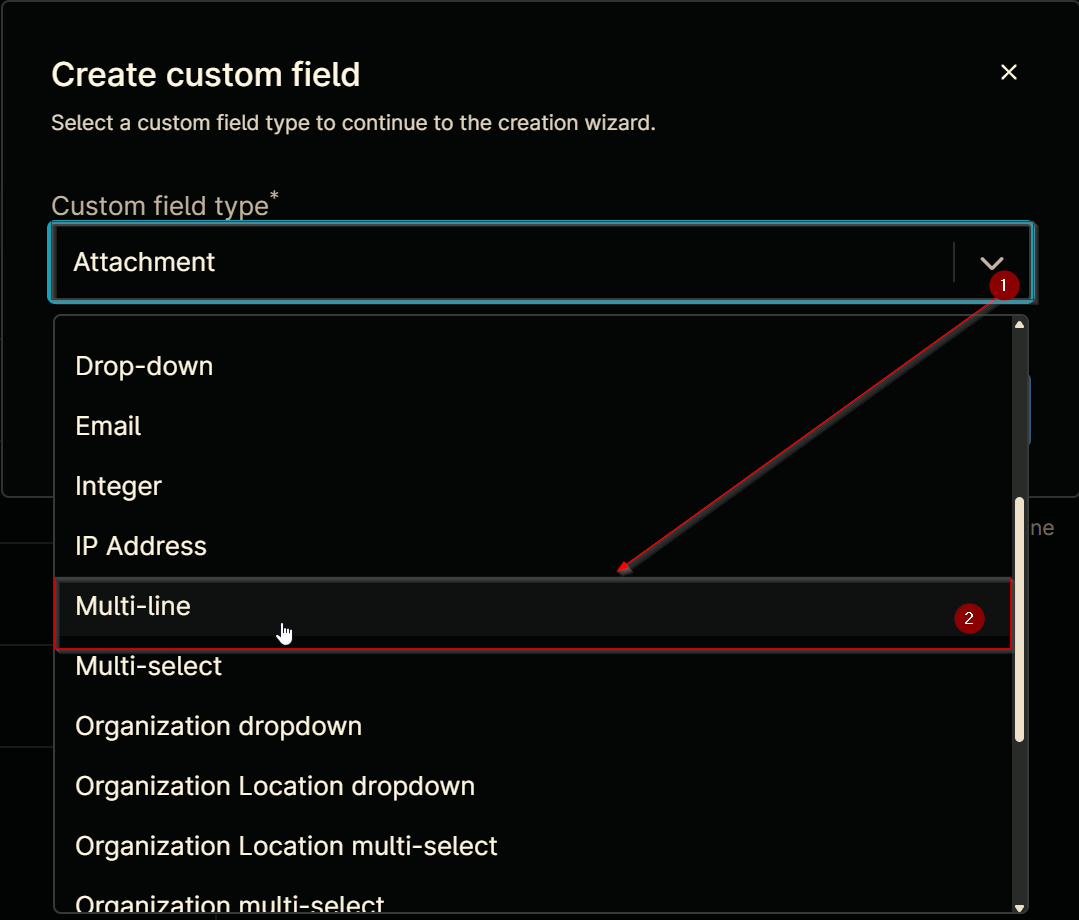 Create custom field
Select a custom field type to continue to the creation wizard.
Custom field type*
Attachment
1
Drop-down
Email
Integer
IP Address
ne
Multi-line
2
Multi-select
Organization dropdown
Organization Location dropdown
Organization Location multi-select
Organization multi-select